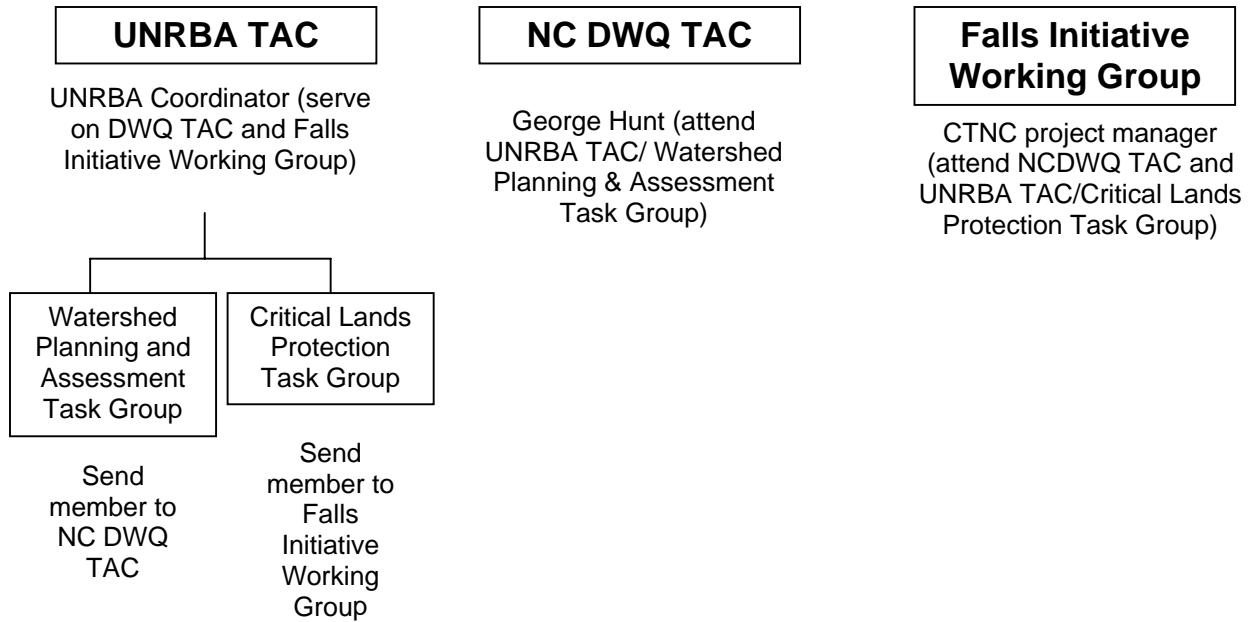 UNRBA TAC
UNRBA Coordinator (serve
on DWQ TAC and Falls
Initiative Working Group)
Watershed
Planning and
Assessment
Task Group
Send
member to
NC DWQ
TAC
Critical Lands
Protection
Task Group
Send
member to
Falls
Initiative
Working
Group
NC DWQ TAC
George Hunt (attend
UNRBA TAC/ Watershed
Planning & Assessment
Task Group)
Falls Initiative
Working Group
CTNC project manager
(attend NCDWQ TAC and
UNRBA TAC/Critical Lands
Protection Task Group)